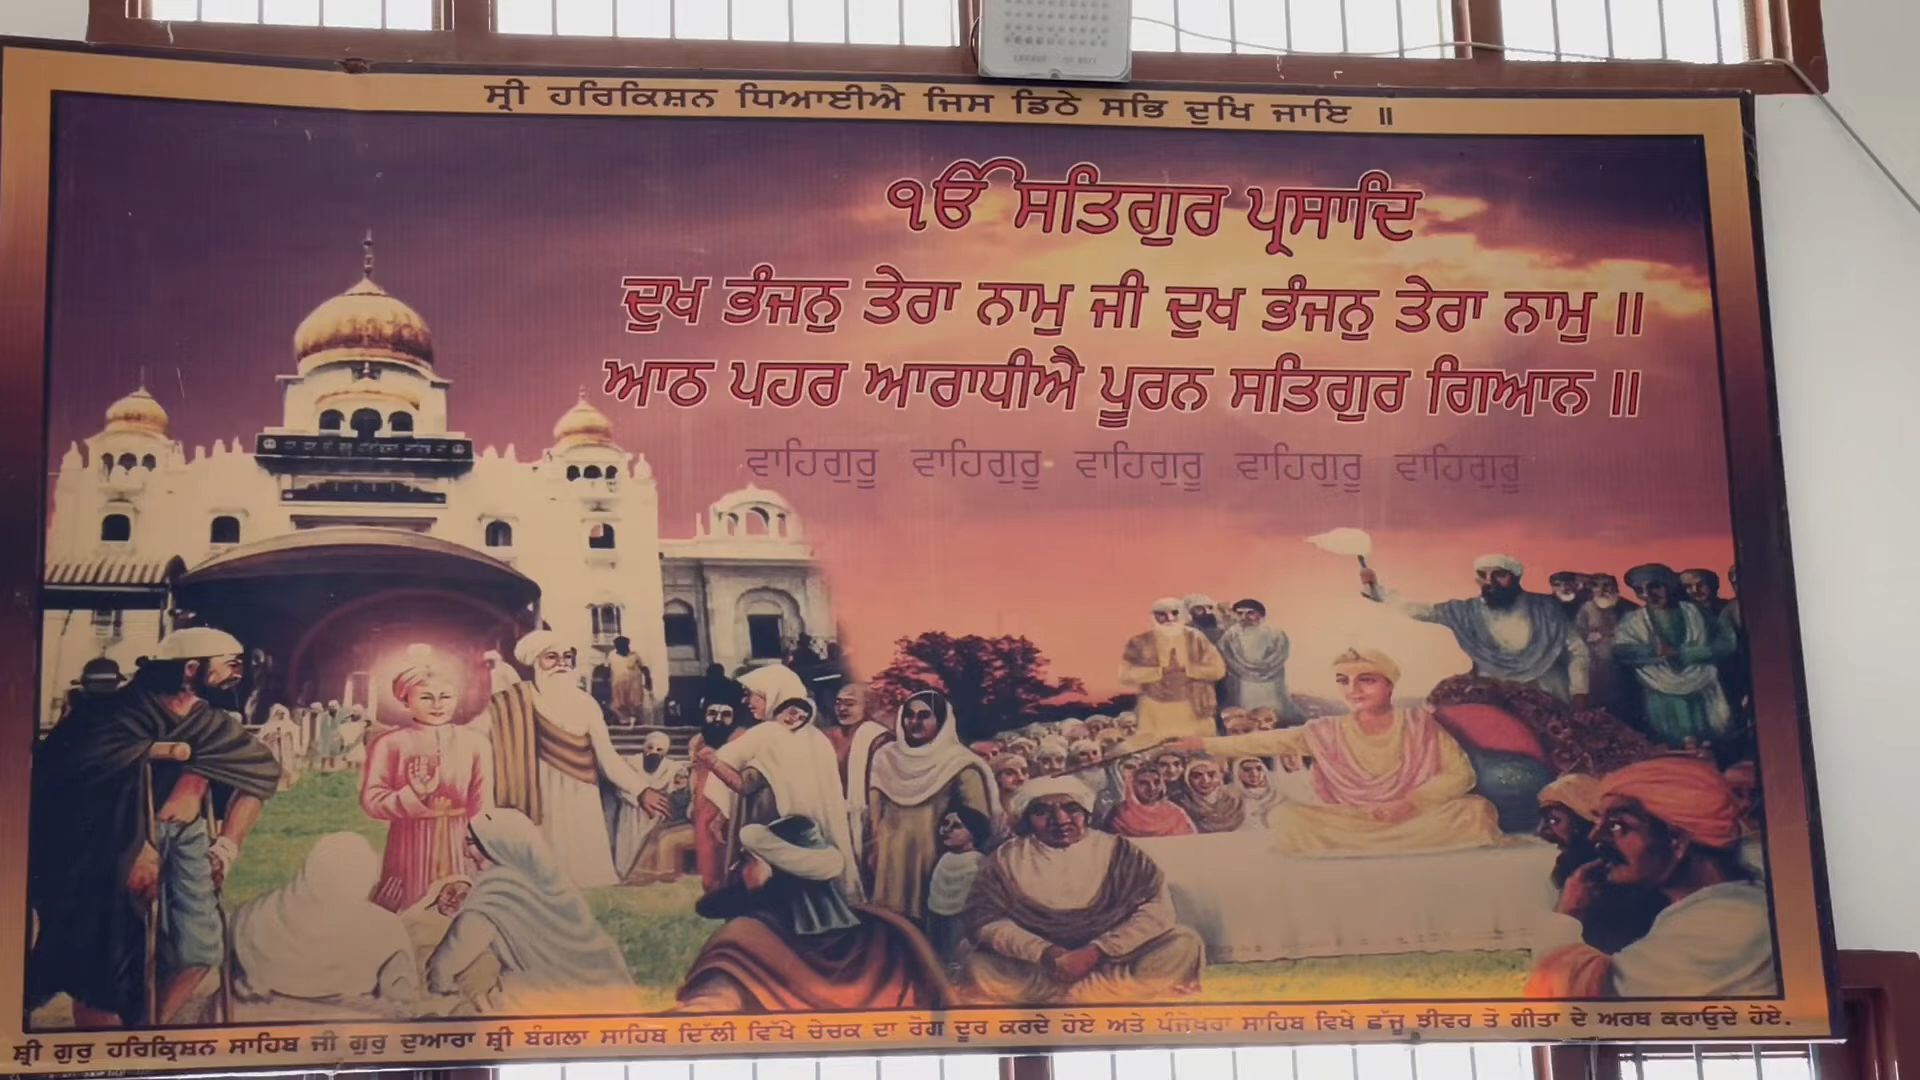 ਸ੍ਰੀ ਹਰਿਕਿਸ਼ਨ ਧਿਆਈਐ ਜਿਸ ਡਿਠੇ ਸਭਿ ਦੁਖਿ ਜਾਇ ॥
ੴ ਸਤਿਗੁਰ ਪ੍ਰਸਾਦਿ
ਦੁਖ ਭੰਜਨੁ ਤੇਰਾ ਨਾਮੁ ਜੀ ਦੁਖ ਭੰਜਨੁ ਤੇਰਾ ਨਾਮੁ ॥
ਆਠ ਪਹਰ ਆਰਾਧੀਐ ਪੂਰਨ ਸਤਿਗੁਰ ਗਿਆਨ ॥
ਵਾਹਿਗੁਰੂ ਵਾਹਿਗੁਰੂ ਵਾਹਿਗੁਰੂ ਵਾਹਿਗੁਰੂ ਵਾਹਿਗੁਰੂ
ਸ਼੍ਰੀ ਗੁਰੂ ਹਰਿਕ੍ਰਿਸ਼ਨ ਸਾਹਿਬ ਜੀ ਗੁਰੂ ਦੁਆਰਾ ਸ਼੍ਰੀ ਬੰਗਲਾ ਸਾਹਿਬ ਦਿੱਲੀ ਵਿੱਖੇ ਚੇਚਕ ਦਾ ਰੋਗ ਦੂਰ ਕਰਦੇ ਹੋਏ ਅਤੇ ਪੰਜੋਖਰਾ ਸਾਹਿਬ ਵਿਖੇ ਛੱਜੂ ਝੀਵਰ ਤੋ ਗੀਤਾ ਦੇ ਅਰਥ ਕਰਾਉਂਦੇ ਹੋਏ.